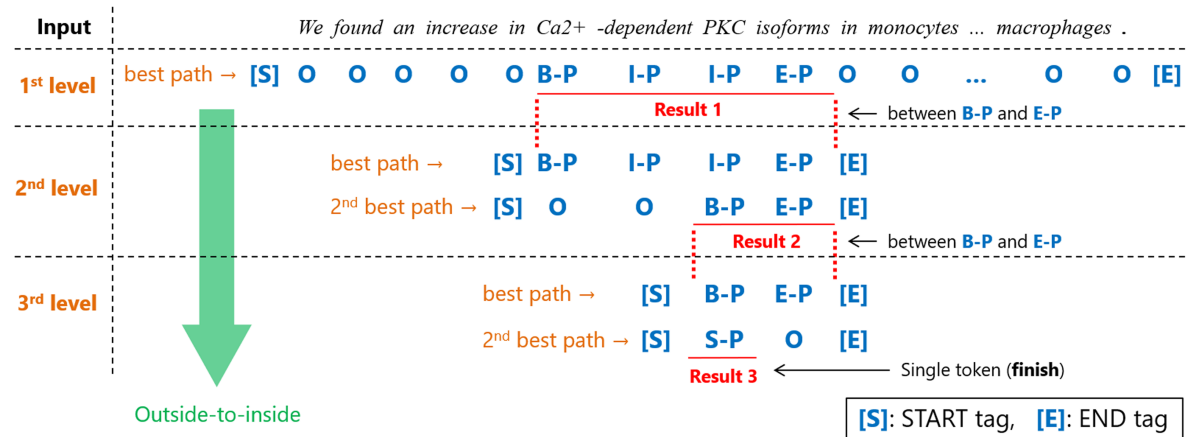 Input We found an increase in Ca2+ -dependent PKC isoforms in monocytes ... macrophages .
1st level best path → [S] O O O O O B-P I-P I-P E-P O O ... O O [E]
Result 1 ← between B-P and E-P
2nd level best path → [S] B-P I-P I-P E-P [E]
2nd best path → [S] O O B-P E-P [E]
Result 2 ← between B-P and E-P
3rd level best path → [S] B-P E-P [E]
2nd best path → [S] S-P O [E]
Result 3 ← Single token (finish)
Outside-to-inside
[S]: START tag, [E]: END tag